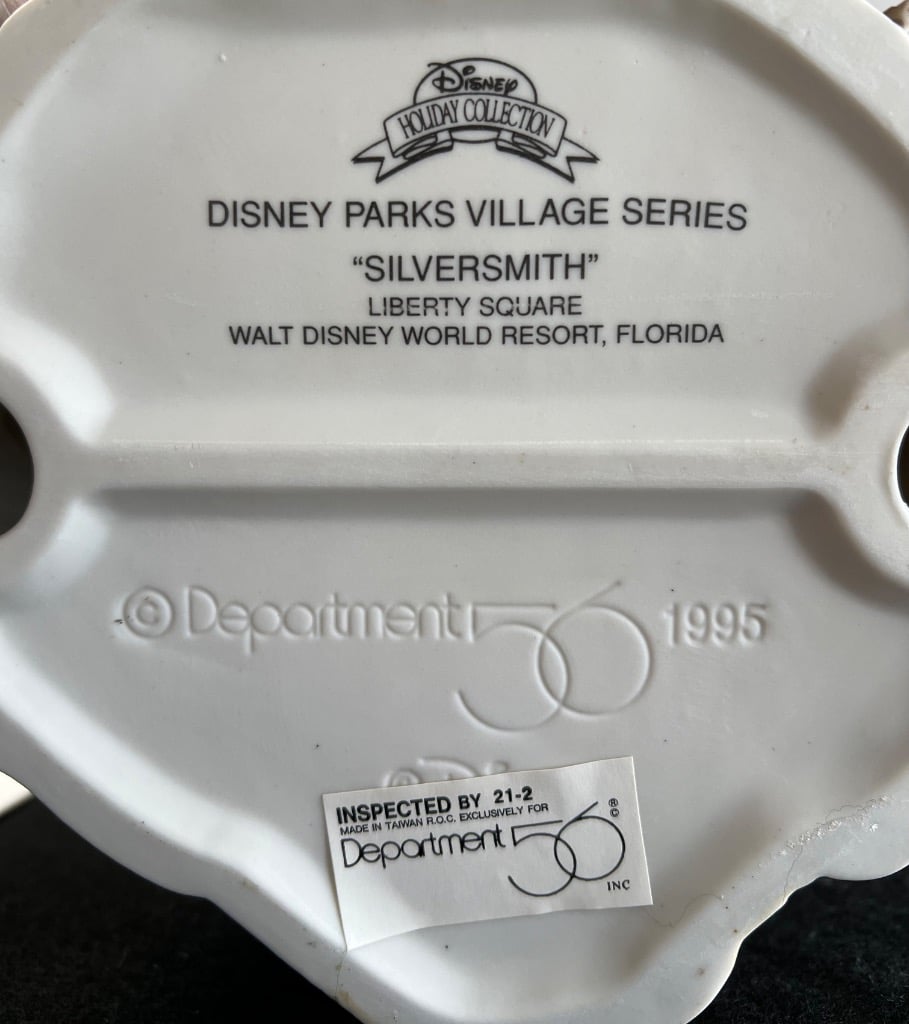 Disney
HOLIDAY COLLECTION
DISNEY PARKS VILLAGE SERIES
“SILVERSMITH”
LIBERTY SQUARE
WALT DISNEY WORLD RESORT, FLORIDA
© Department 56 1995
©
INSPECTED BY 21-2
MADE IN TAIWAN R.O.C. EXCLUSIVELY FOR
Department 56 ® ©
INC